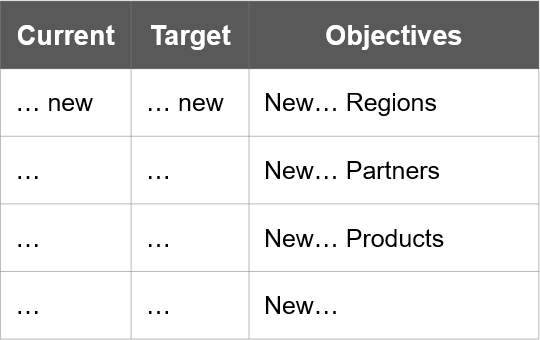 Current Target Objectives
… new … new New… Regions
… … New… Partners
… … New… Products
… … New…